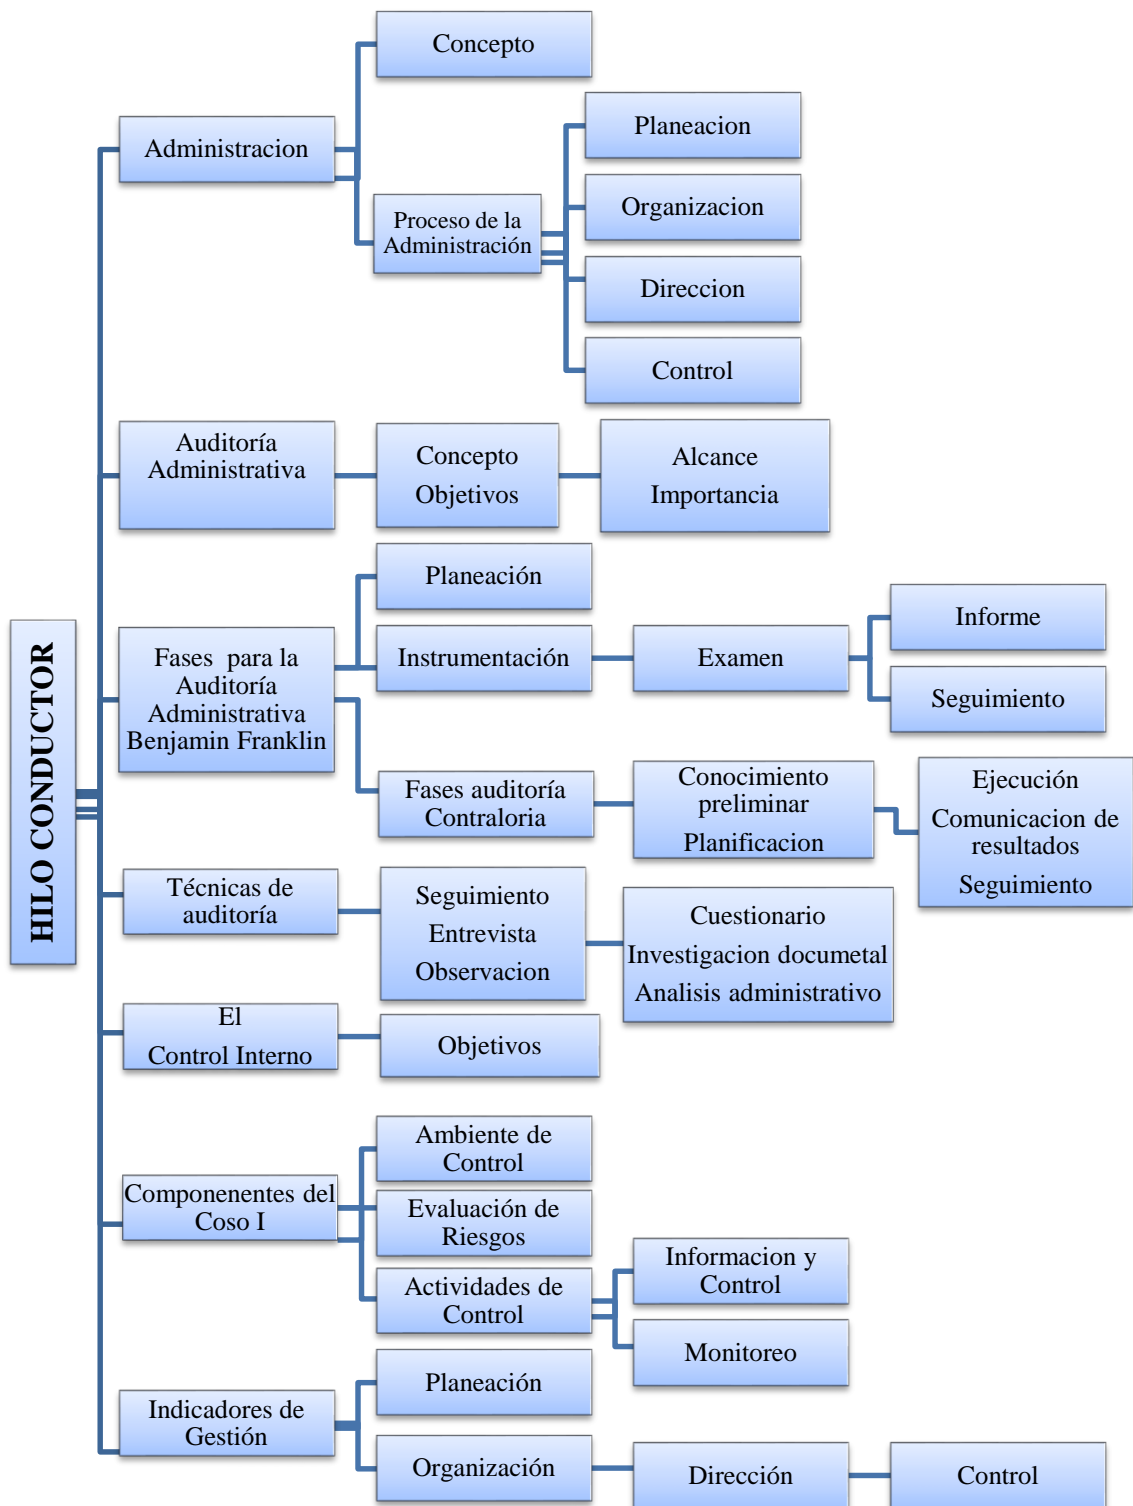 HILO CONDUCTOR
Administracion
Concepto
Proceso de la
Administración
Planeacion
Organizacion
Direccion
Control
Auditoría
Administrativa
Concepto
Objetivos
Alcance
Importancia
Fases para la
Auditoría
Administrativa
Benjamin Franklin
Planeación
Instrumentación
Examen
Informe
Seguimiento
Fases auditoría
Contraloria
Conocimiento
preliminar
Planificacion
Ejecución
Comunicacion de
resultados
Seguimiento
Técnicas de
auditoría
Seguimiento
Entrevista
Observacion
Cuestionario
Investigacion documetal
Analisis administrativo
El
Control Interno
Objetivos
Componenentes del
Coso I
Ambiente de
Control
Evaluación de
Riesgos
Actividades de
Control
Informacion y
Control
Monitoreo
Indicadores de
Gestión
Planeación
Organización
Dirección
Control